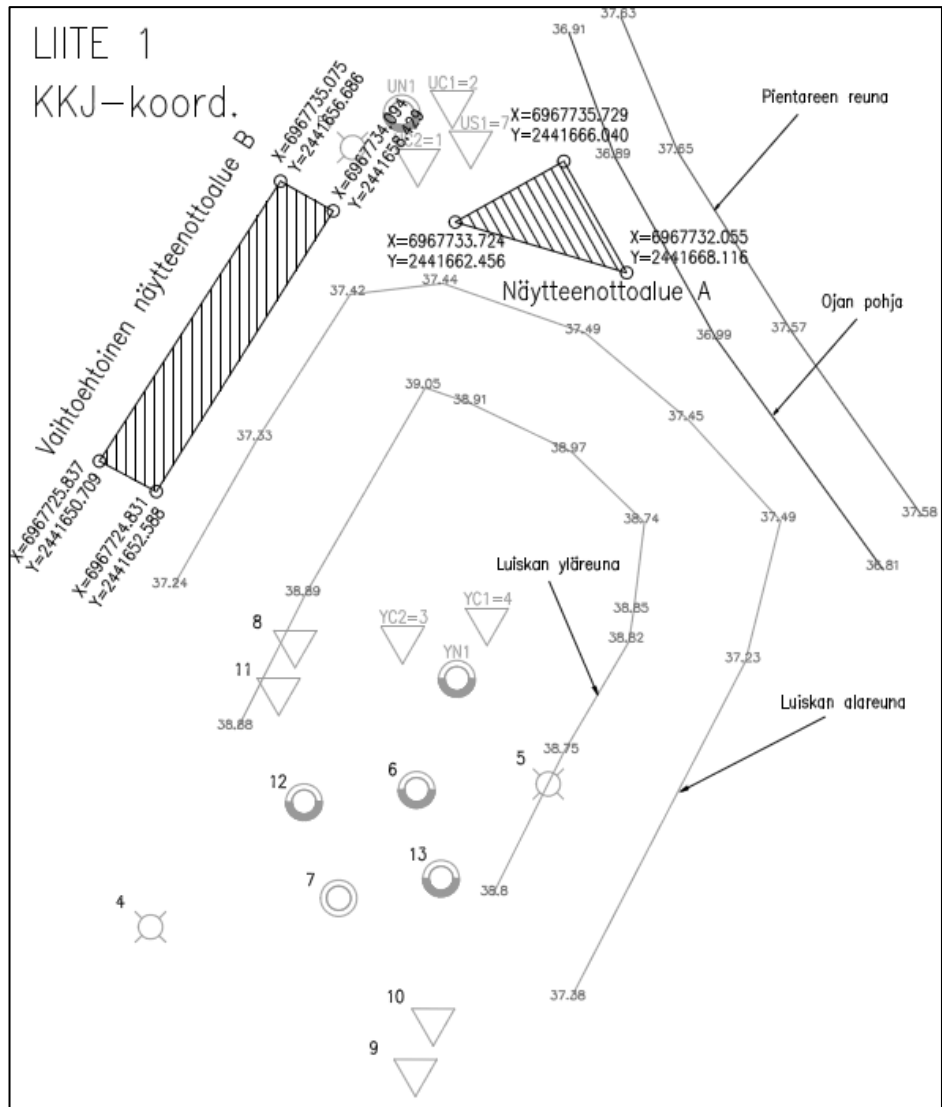 LIITE 1
KKJ-koord.
37.63
36.91
UN1
UC1=2
US1=7
X=6967735.729
Y=2441666.040
Pientareen reuna
X=6967735.075
Y=2441656.686
X=6967734.094
Y=2441658.429
Vaihtoehtoinen näytteenottoalue B
36.89
37.65
X=6967733.724
Y=2441662.456
X=6967732.055
Y=2441668.116
Näytteenottoalue A
37.42
37.44
37.49
36.99
37.57
Ojan pohja
39.05
38.91
37.33
37.45
38.97
X=6967725.837
Y=2441650.709
X=6967724.831
Y=2441652.588
38.74
37.49
37.58
Luiskan yläreuna
36.81
37.24
38.89
38.85
YC2=3
YC1=4
8
38.82
YN1
37.23
11
Luiskan alareuna
38.88
38.75
5
12
6
13
7
38.8
4
37.38
10
9